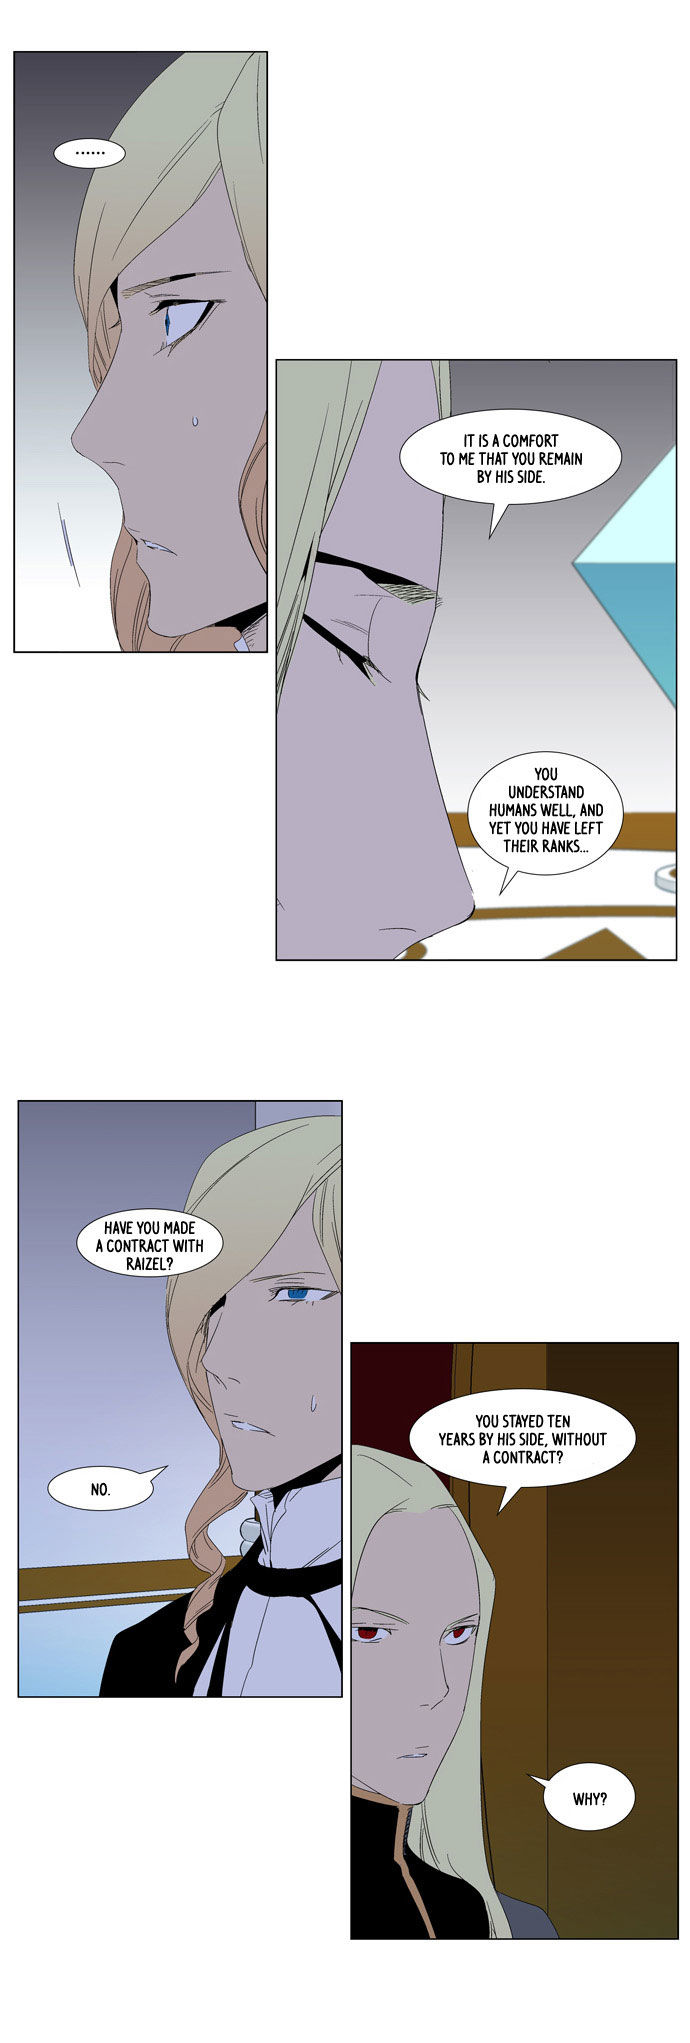 ......
IT IS A COMFORT
TO ME THAT YOU REMAIN
BY HIS SIDE.
YOU
UNDERSTAND
HUMANS WELL, AND
YET YOU HAVE LEFT
THEIR RANKS...
HAVE YOU MADE
A CONTRACT WITH
RAIZEL?
NO.
YOU STAYED TEN
YEARS BY HIS SIDE, WITHOUT
A CONTRACT?
WHY?